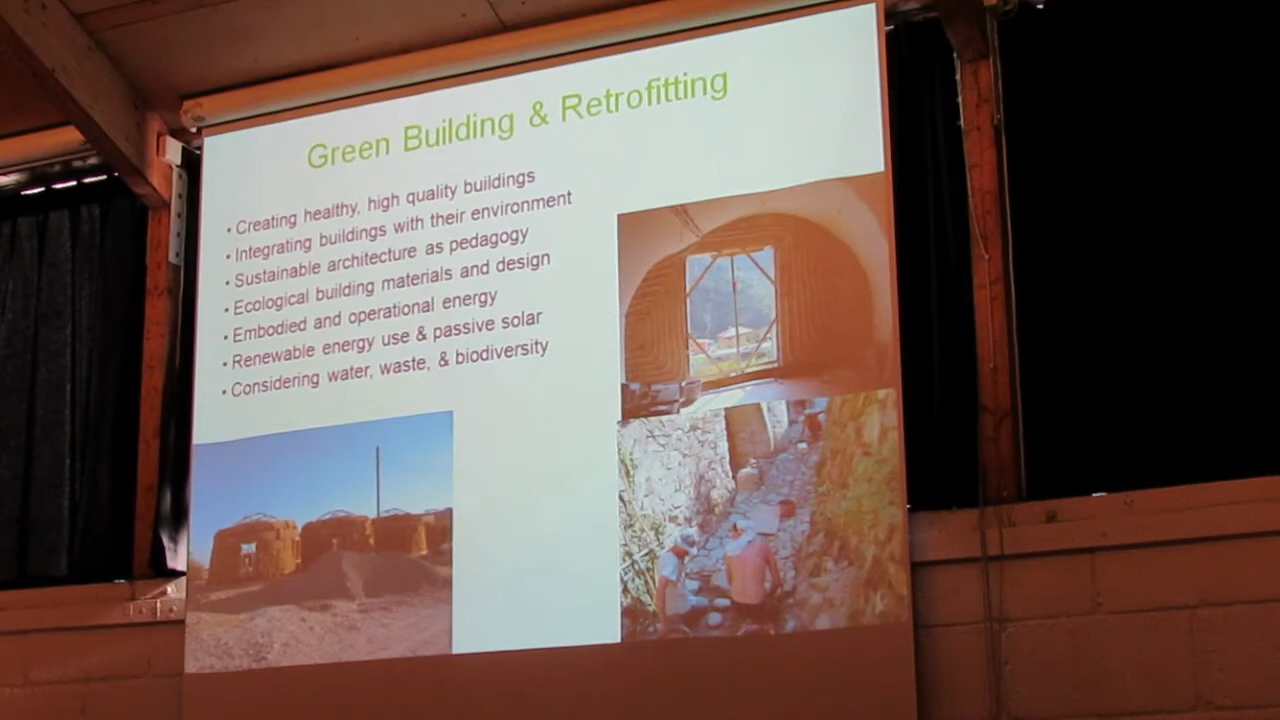 Green Building & Retrofitting
• Creating healthy, high quality buildings
• Integrating buildings with their environment
• Sustainable architecture as pedagogy
• Ecological building materials and design
• Embodied and operational energy
• Renewable energy use & passive solar
• Considering water, waste, & biodiversity